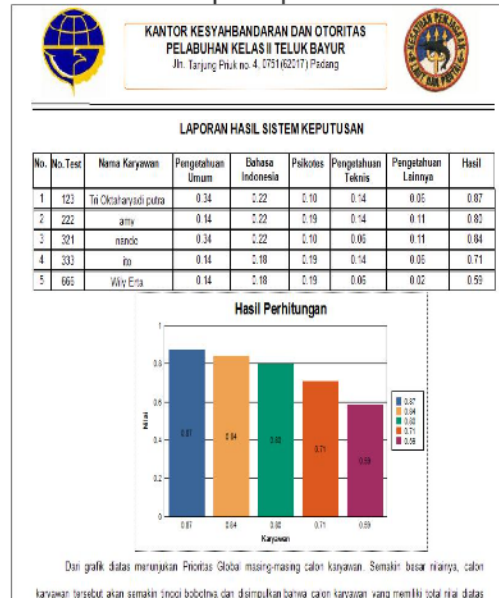 KANTOR KESYAHBANDARAN DAN OTORITAS
PELABUHAN KELAS II TELUK BAYUR
Jln. Tanjung Priuk no. 4, 0751(62017) Padang
LAPORAN HASIL SISTEM KEPUTUSAN
No. No.Test Nama Karyawan Pengetahuan Umum Bahasa Indonesia Psikotes Pengetahuan Teknis Pengetahuan Lainnya Hasil
1 123 Tri Oktaharyadi putra 0.34 0.22 0.10 0.14 0.06 0.87
2 222 amy 0.14 0.22 0.19 0.14 0.11 0.80
3 321 nando 0.34 0.22 0.10 0.06 0.11 0.84
4 333 ito 0.14 0.18 0.19 0.14 0.06 0.71
5 666 Wily Erta 0.14 0.18 0.19 0.06 0.02 0.59
Hasil Perhitungan
1
0.8
0.6
0.4
0.2
0
Nilai
0.87 0.84 0.80 0.71 0.59
0.87
0.84
0.80
0.71
0.59
0.87 0.84 0.80 0.71 0.59
Karyawan
Dari grafik diatas menunjukan Prioritas Global masing-masing calon karyawan. Semakin besar nilainya, calon
karyawan tersebut akan semakin tinggi bobotnya dan disimpulkan bahwa calon karyawan yang memiliki total nilai diatas